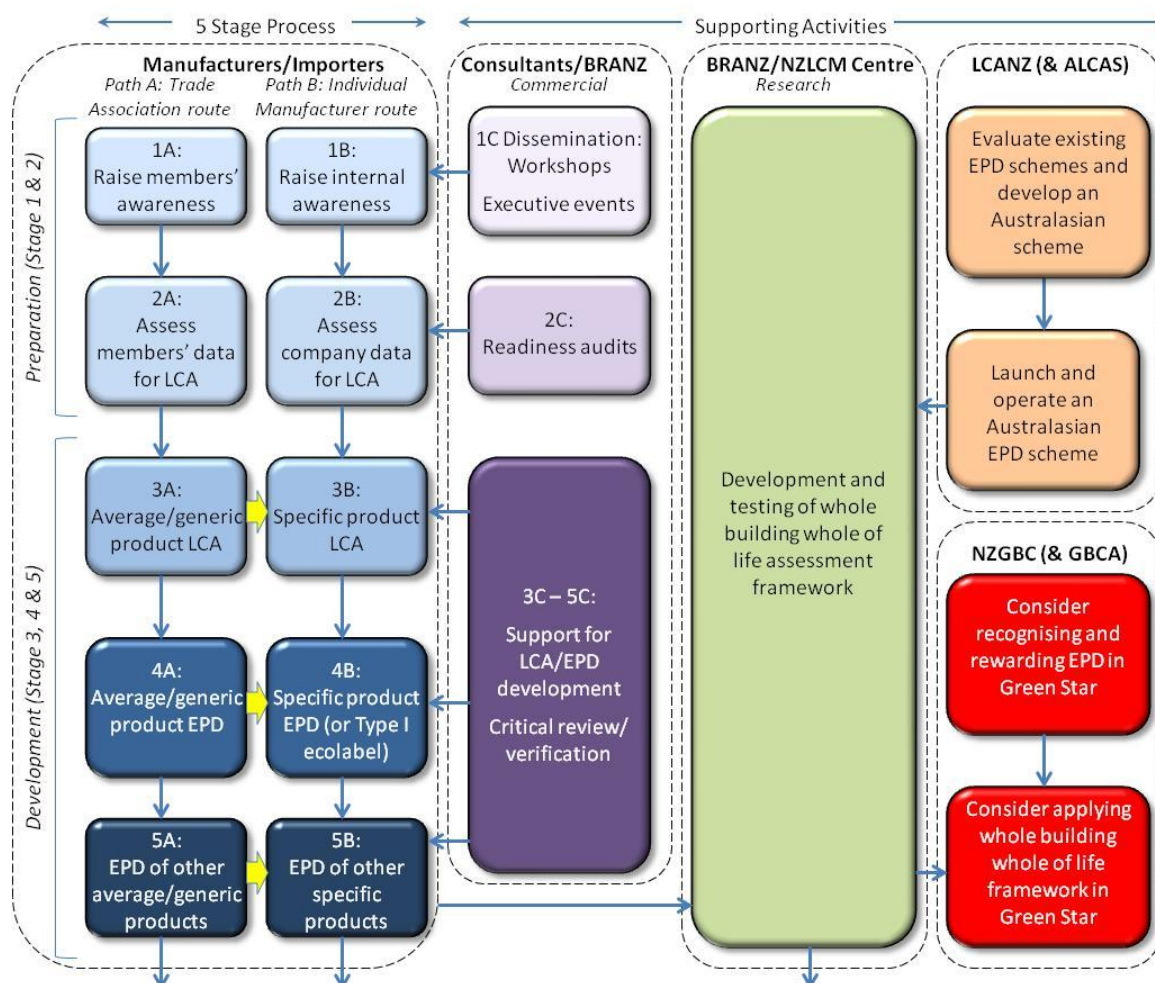 5 Stage Process
Supporting Activities
Manufacturers/Importers
Path A: Trade
Association route
Path B: Individual
Manufacturer route
Consultants/BRANZ
Commercial
BRANZ/NZLCM Centre
Research
LCANZ (& ALCAS)
Preparation (Stage 1 & 2)
1A:
Raise members’
awareness
1B:
Raise internal
awareness
1C Dissemination:
Workshops
Executive events
Evaluate existing
EPD schemes and
develop an
Australasian
scheme
2A:
Assess
members’ data
for LCA
2B:
Assess
company data
for LCA
2C:
Readiness audits
Launch and
operate an
Australasian
EPD scheme
Development (Stage 3, 4 & 5)
3A:
Average/generic
product LCA
3B:
Specific product
LCA
3C – 5C:
Support for
LCA/EPD
development
Critical review/
verification
Development and
testing of whole
building whole of
life assessment
framework
NZGBC (& GBCA)
Consider
recognising and
rewarding EPD in
Green Star
4A:
Average/generic
product EPD
4B:
Specific product
EPD (or Type I
ecolabel)
5A:
EPD of other
average/generic
products
5B:
EPD of other
specific
products
Consider applying
whole building
whole of life
framework in
Green Star